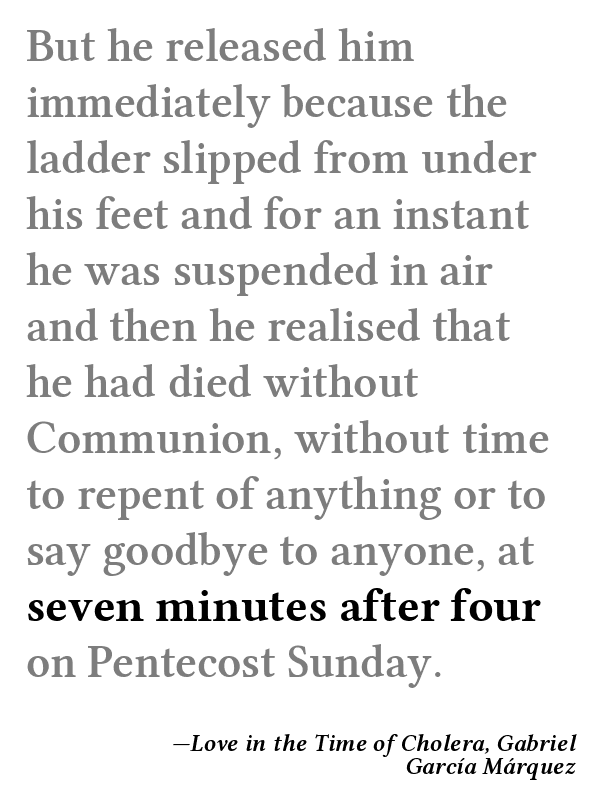 But he released him
immediately because the
ladder slipped from under
his feet and for an instant
he was suspended in air
and then he realised that
he had died without
Communion, without time
to repent of anything or to
say goodbye to anyone, at
seven minutes after four
on Pentecost Sunday.
—Love in the Time of Cholera, Gabriel
García Márquez